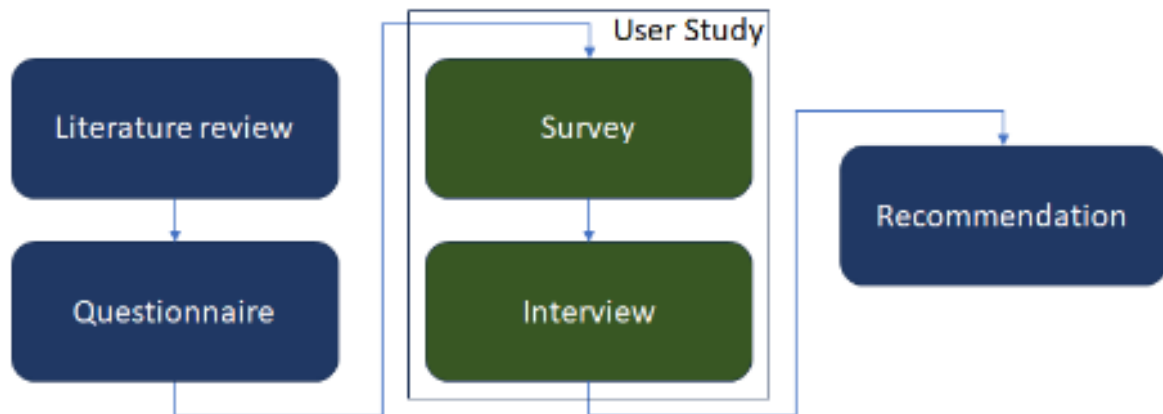 Literature review
Questionnaire
User Study
Survey
Interview
Recommendation